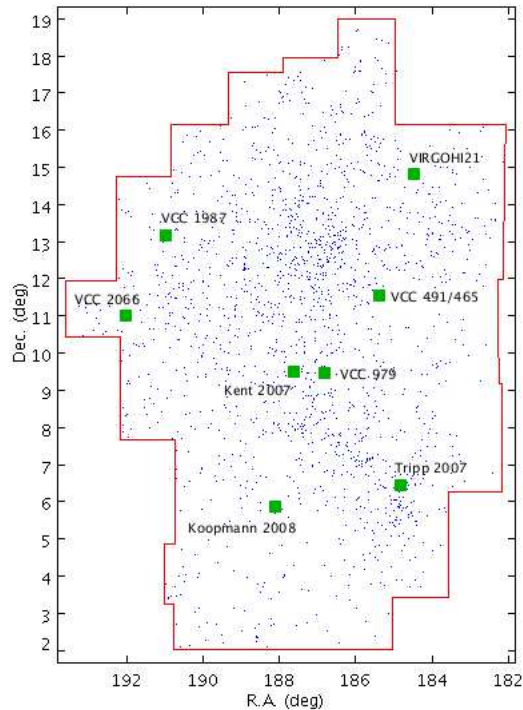 19
18
17
16
15
14
13
12
11
10
9
8
7
6
5
4
3
2
Dec. (deg)
VIRGOHI21
VCC 1987
VCC 2066
VCC 491/465
VCC 979
Kent 2007
Tripp 2007
Koopmann 2008
192 190 188 186 184 182
R.A. (deg)